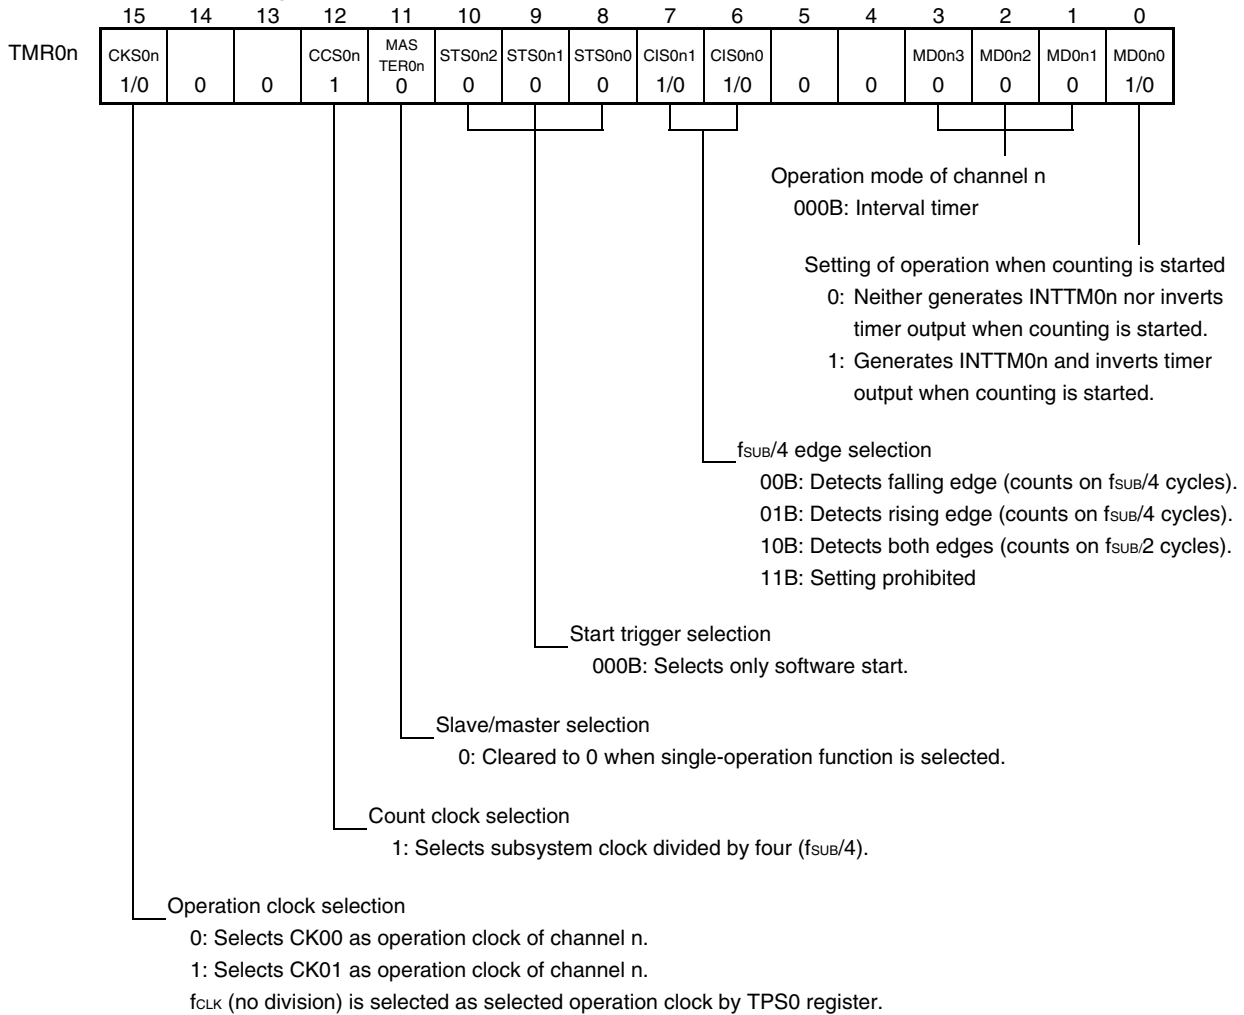 15 14 13 12 11 10 9 8 7 6 5 4 3 2 1 0
TMR0n
CKS0n CCS0n MAS TER0n STS0n2 STS0n1 STS0n0 CIS0n1 CIS0n0 MD0n3 MD0n2 MD0n1 MD0n0
1/0 0 0 1 0 0 0 0 1/0 1/0 0 0 0 0 0 1/0
Operation mode of channel n
000B: Interval timer
Setting of operation when counting is started
0: Neither generates INTTM0n nor inverts
timer output when counting is started.
1: Generates INTTM0n and inverts timer
output when counting is started.
fSUB/4 edge selection
00B: Detects falling edge (counts on fSUB/4 cycles).
01B: Detects rising edge (counts on fSUB/4 cycles).
10B: Detects both edges (counts on fSUB/2 cycles).
11B: Setting prohibited
Start trigger selection
000B: Selects only software start.
Slave/master selection
0: Cleared to 0 when single-operation function is selected.
Count clock selection
1: Selects subsystem clock divided by four (fSUB/4).
Operation clock selection
0: Selects CK00 as operation clock of channel n.
1: Selects CK01 as operation clock of channel n.
fCLK (no division) is selected as selected operation clock by TPS0 register.